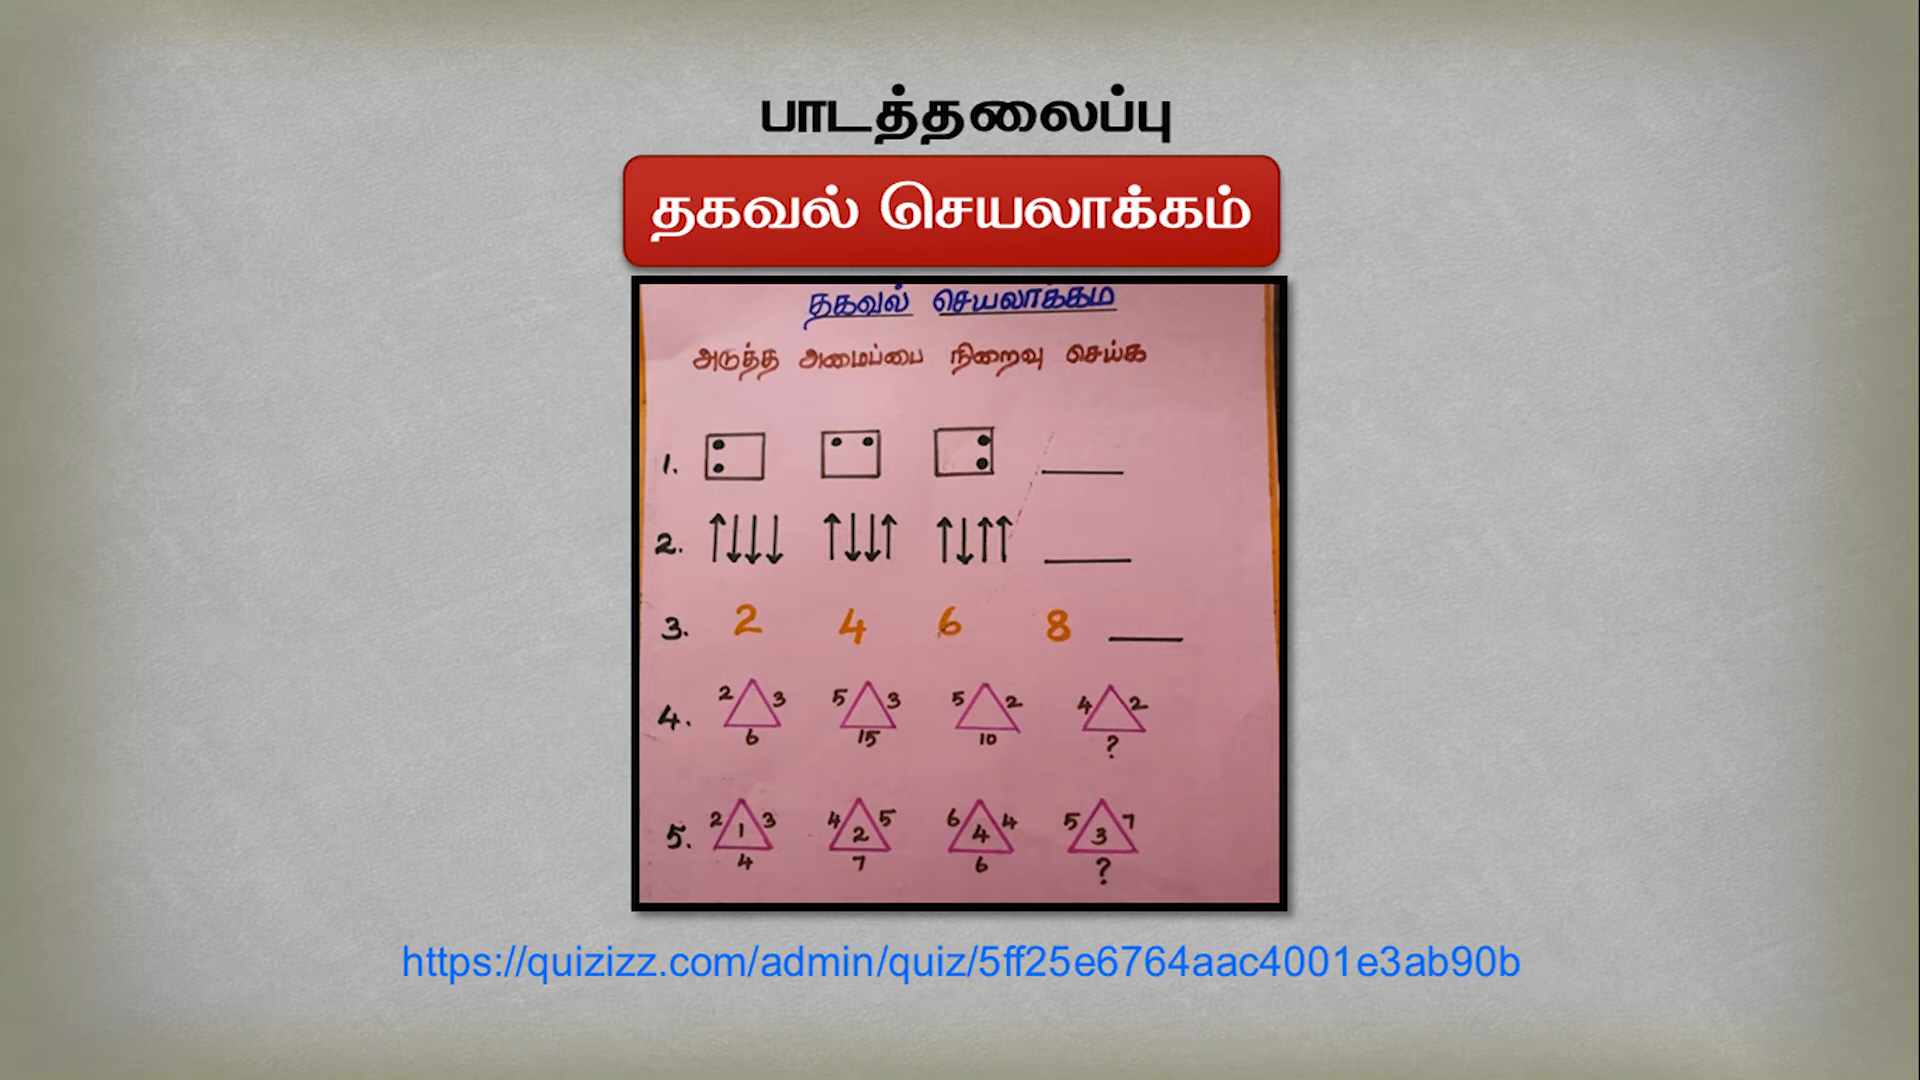 பாடத்தலைப்பு
தகவல் செயலாக்கம்
தகவல் செயலாக்கம்
அடுத்த அமைப்பை நிறைவு செய்க
1.
2. ↑↓↓↓ ↑↓↓↑ ↑↓↑↑
3. 2 4 6 8
4. 2 3 6 5 3 15 5 2 10 4 2 ?
5. 2 1 3 4 4 2 5 7 6 4 4 6 5 3 7 ?
https://quizizz.com/admin/quiz/5ff25e6764aac4001e3ab90b